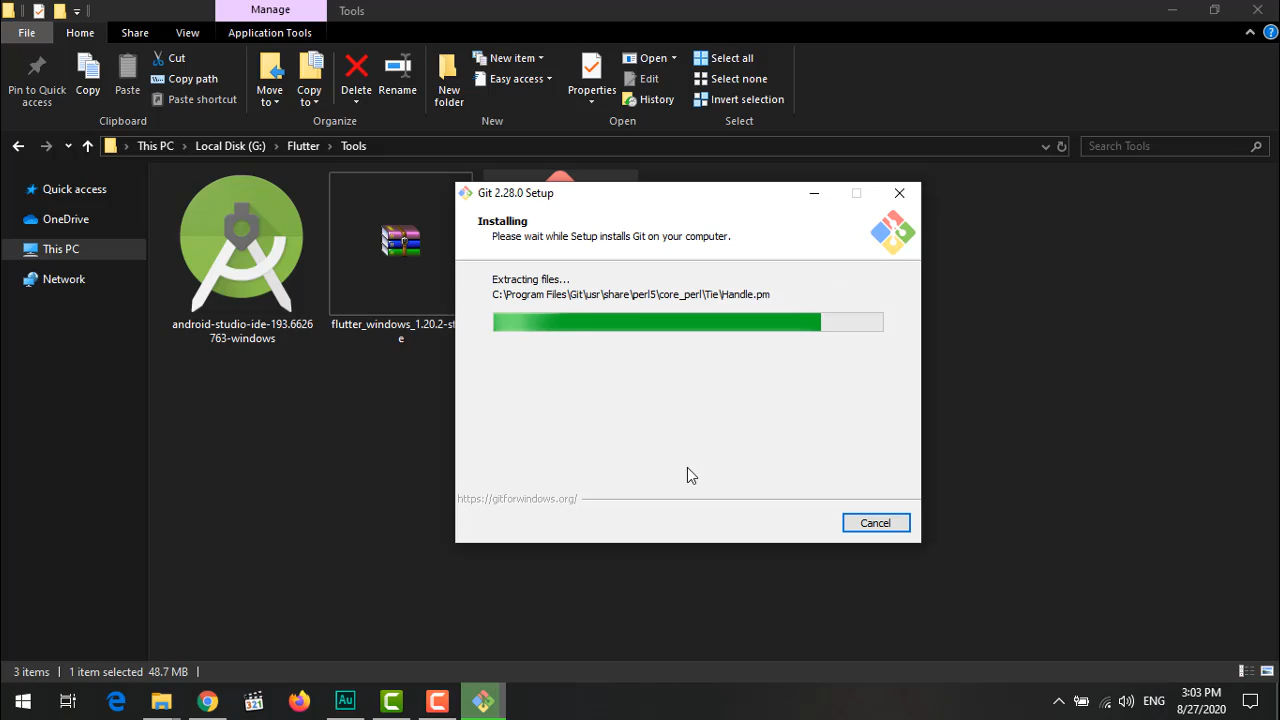 Manage
Tools
File
Home
Share
View
Application Tools
Pin to Quick
access
Copy
Paste
Cut
Copy path
Paste shortcut
Clipboard
Move
to
Copy
to
Delete
Rename
Organize
New
folder
New item
Easy access
New
Properties
Open
Edit
History
Open
Select all
Select none
Invert selection
Select
This PC
Local Disk (G:)
Flutter
Tools
Search Tools
Quick access
OneDrive
This PC
Network
android-studio-ide-193.6626
763-windows
flutter_windows_1.20.2-st
e
Git 2.28.0 Setup
Installing
Please wait while Setup installs Git on your computer.
Extracting files...
C:\Program Files\Git\usr\share\perl5\core_perl\Tie\Handle.pm
https://gitforwindows.org/
Cancel
3 items
1 item selected 48.7 MB
321
Au
C
C
ENG
3:03 PM
8/27/2020